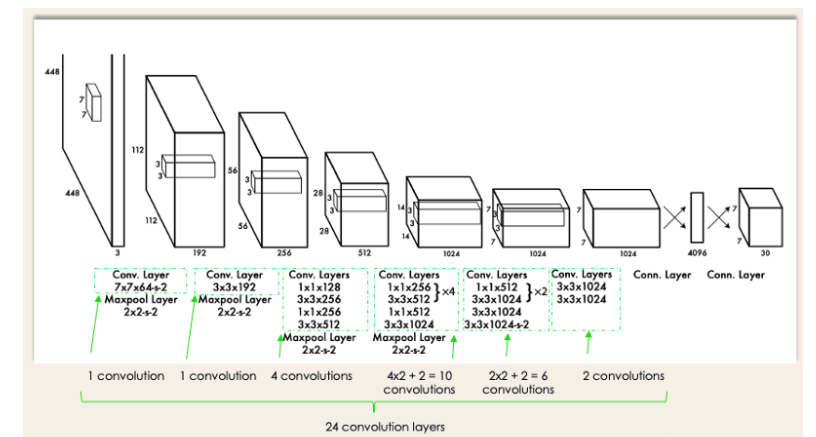 448
7
7
448
3
112
3
3
112
192
56
3
3
56
256
28
3
3
28
512
14
3
3
14
1024
7
3
3
7
1024
7
7
1024
4096
7
7
30
Conv. Layer
7x7x64-s-2
Maxpool Layer
2x2-s-2
Conv. Layer
3x3x192
Maxpool Layer
2x2-s-2
Conv. Layers
1x1x128
3x3x256
1x1x256
3x3x512
Maxpool Layer
2x2-s-2
Conv. Layers
1x1x256
3x3x512 }×4
1x1x512
3x3x1024
Maxpool Layer
2x2-s-2
Conv. Layers
1x1x512
3x3x1024 }×2
3x3x1024
3x3x1024-s-2
Conv. Layers
3x3x1024
3x3x1024
Conn. Layer
Conn. Layer
1 convolution
1 convolution
4 convolutions
4x2 + 2 = 10
convolutions
2x2 + 2 = 6
convolutions
2 convolutions
24 convolution layers